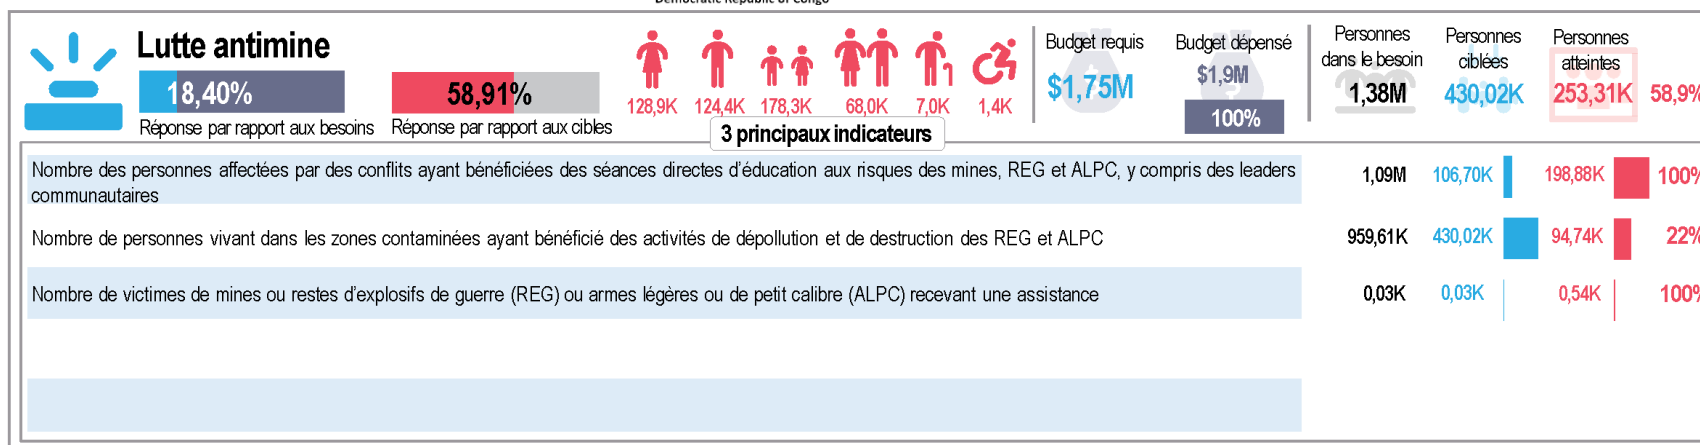 Democratic Republic of Congo
Lutte antimine
18,40%
Réponse par rapport aux besoins
58,91%
Réponse par rapport aux cibles
128,9K 124,4K 178,3K 68,0K 7,0K 1,4K
Budget requis
$1,75M
Budget dépensé
$1,9M
100%
Personnes
dans le besoin
1,38M
Personnes
ciblées
430,02K
Personnes
atteintes
253,31K 58,9%
3 principaux indicateurs
Nombre des personnes affectées par des conflits ayant bénéficiées des séances directes d'éducation aux risques des mines, REG et ALPC, y compris des leaders
communautaires
1,09M 106,70K 198,88K 100%
Nombre de personnes vivant dans les zones contaminées ayant bénéficié des activités de dépollution et de destruction des REG et ALPC 959,61K 430,02K 94,74K 22%
Nombre de victimes de mines ou restes d'explosifs de guerre (REG) ou armes légères ou de petit calibre (ALPC) recevant une assistance 0,03K 0,03K 0,54K 100%